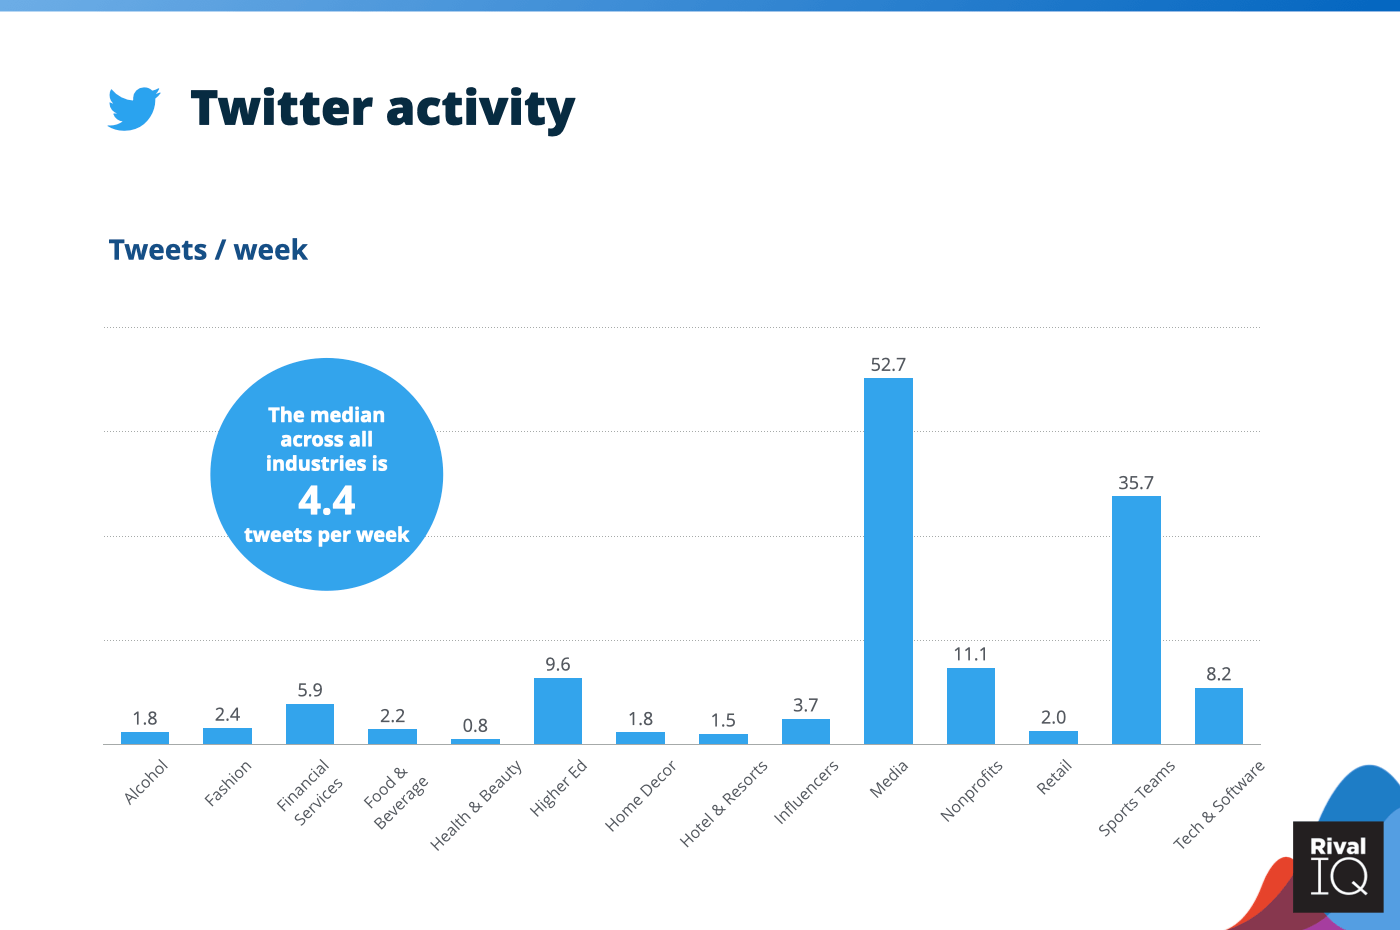 Twitter activity
Tweets / week
The median
across all
industries is
4.4
tweets per week
1.8
2.4
5.9
2.2
0.8
9.6
1.8
1.5
3.7
52.7
11.1
2.0
35.7
8.2
Alcohol
Fashion
Financial
Services
Food &
Beverage
Health & Beauty
Higher Ed
Home Decor
Hotel & Resorts
Influencers
Media
Nonprofits
Retail
Sports Teams
Tech & Software
Rival
IQ